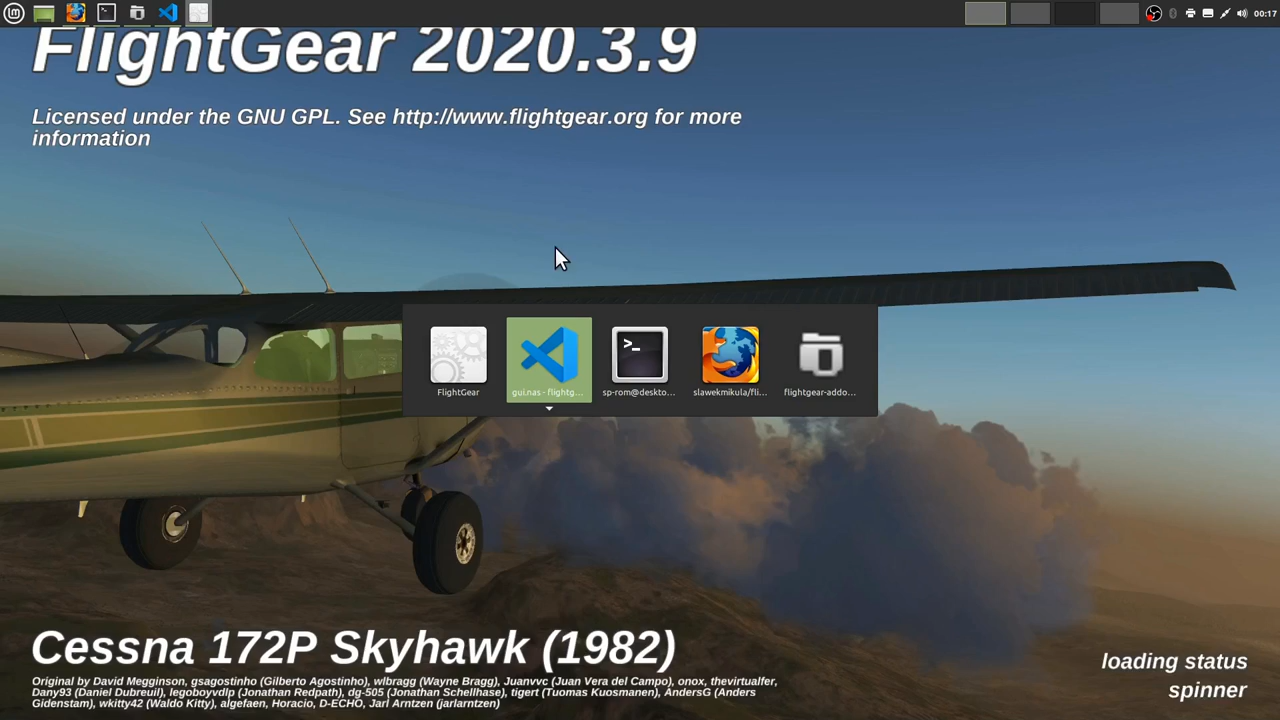 00:17
FlightGear 2020.3.9
Licensed under the GNU GPL. See http://www.flightgear.org for more
information
FlightGear
gui.nas - flightg...
sp-rom@deskto...
slawekmikula/fli...
flightgear-addo...
Cessna 172P Skyhawk (1982)
Original by David Megginson, gsagostinho (Gilberto Agostinho), wlbragg (Wayne Bragg), Juanvvc (Juan Vera del Campo), onox, thevirtualfer,
Dany93 (Daniel Dubreuil), legoboyvdlp (Jonathan Redpath), dg-505 (Jonathan Schellhase), tigert (Tuomas Kuosmanen), AndersG (Anders
Gidenstam), wkitty42 (Waldo Kitty), algefaen, Horacio, D-ECHO, Jarl Arntzen (jarlarntzen)
loading status
spinner